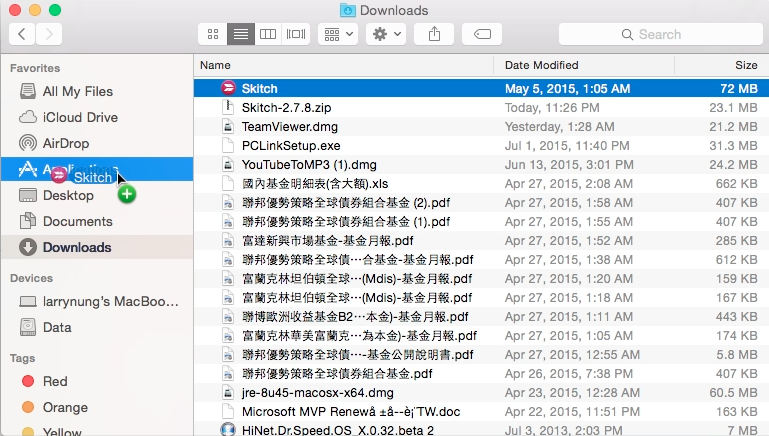 Downloads
Search
Favorites
All My Files
iCloud Drive
AirDrop
Applications
Skitch
Desktop
Documents
Downloads
Devices
larrynung's MacBoo…
Data
Tags
Red
Orange
Yellow
Name Date Modified Size
Skitch May 5, 2015, 1:05 AM 72 MB
Skitch-2.7.8.zip Today, 11:26 PM 23.1 MB
TeamViewer.dmg Yesterday, 1:28 AM 21.2 MB
PCLinkSetup.exe Jul 1, 2015, 11:40 PM 31.3 MB
YouTubeToMP3 (1).dmg Jun 13, 2015, 3:01 PM 24.2 MB
國內基金明細表(含大額).xls Apr 27, 2015, 2:08 AM 662 KB
聯邦優勢策略全球債券組合基金 (2).pdf Apr 27, 2015, 1:58 AM 407 KB
聯邦優勢策略全球債券組合基金 (1).pdf Apr 27, 2015, 1:55 AM 407 KB
富達新興市場基金-基金月報.pdf Apr 27, 2015, 1:52 AM 285 KB
聯邦優勢策略全球債…合基金-基金月報.pdf Apr 27, 2015, 1:38 AM 612 KB
富蘭克林坦伯頓全球…(Mdis)-基金月報.pdf Apr 27, 2015, 1:20 AM 159 KB
富蘭克林坦伯頓全球…(Mdis)-基金月報.pdf Apr 27, 2015, 1:18 AM 167 KB
聯博歐洲收益基金B2…本金)-基金月報.pdf Apr 27, 2015, 1:11 AM 443 KB
富蘭克林華美富蘭克…為本金)-基金月報.pdf Apr 27, 2015, 1:05 AM 174 KB
聯邦優勢策略全球債…-基金公開說明書.pdf Apr 27, 2015, 12:55 AM 5.8 MB
聯邦優勢策略全球債券組合基金.pdf Apr 26, 2015, 7:38 PM 407 KB
jre-8u45-macosx-x64.dmg Apr 23, 2015, 12:28 AM 60.5 MB
Microsoft MVP Renewå ±å--è¡¨TW.doc Apr 22, 2015, 11:51 PM 163 KB
HiNet.Dr.Speed.OS_X.0.32.beta 2 Jul 3, 2013, 2:03 PM 197 KB